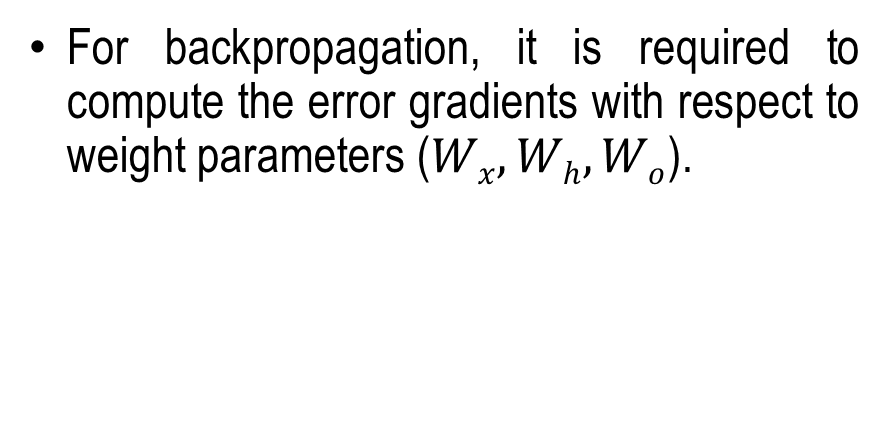 • For backpropagation, it is required to
compute the error gradients with respect to
weight parameters (𝑊ₓ, 𝑊ₕ, 𝑊ₒ).